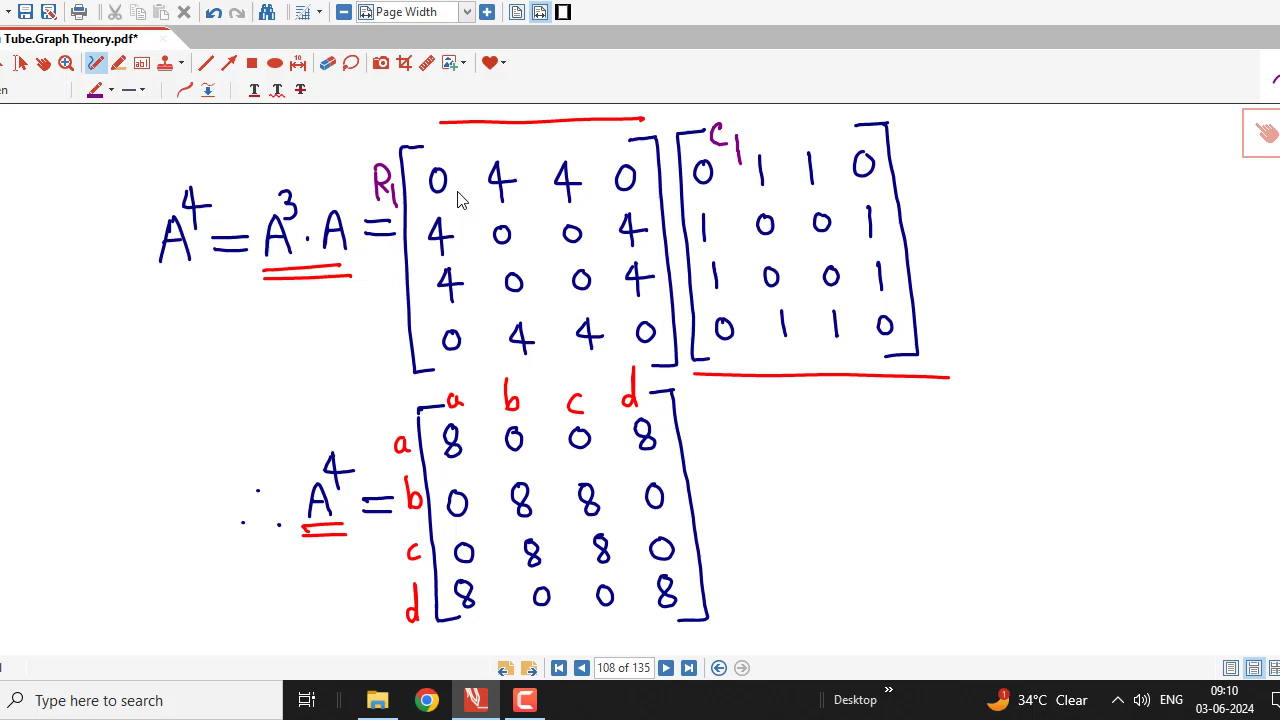 Page Width
Tube.Graph Theory.pdf*
A⁴ = A³ . A = R₁ [ 0 4 4 0 ] [ C₁ 0 1 1 0 ]
[ 4 0 0 4 ] [ 1 0 0 1 ]
[ 4 0 0 4 ] [ 1 0 0 1 ]
[ 0 4 4 0 ] [ 0 1 1 0 ]
a b c d
a [ 8 0 0 8 ]
∴ A⁴ = b [ 0 8 8 0 ]
c [ 0 8 8 0 ]
d [ 8 0 0 8 ]
108 of 135
Type here to search
Desktop
»
1
34°C Clear
ENG
09:10
03-06-2024